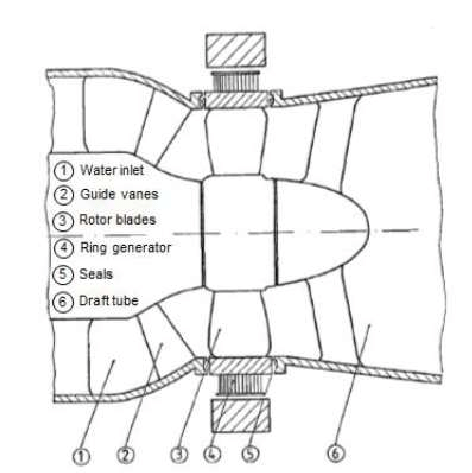 ① Water inlet
② Guide vanes
③ Rotor blades
④ Ring generator
⑤ Seals
⑥ Draft tube
① ② ③ ④ ⑤ ⑥